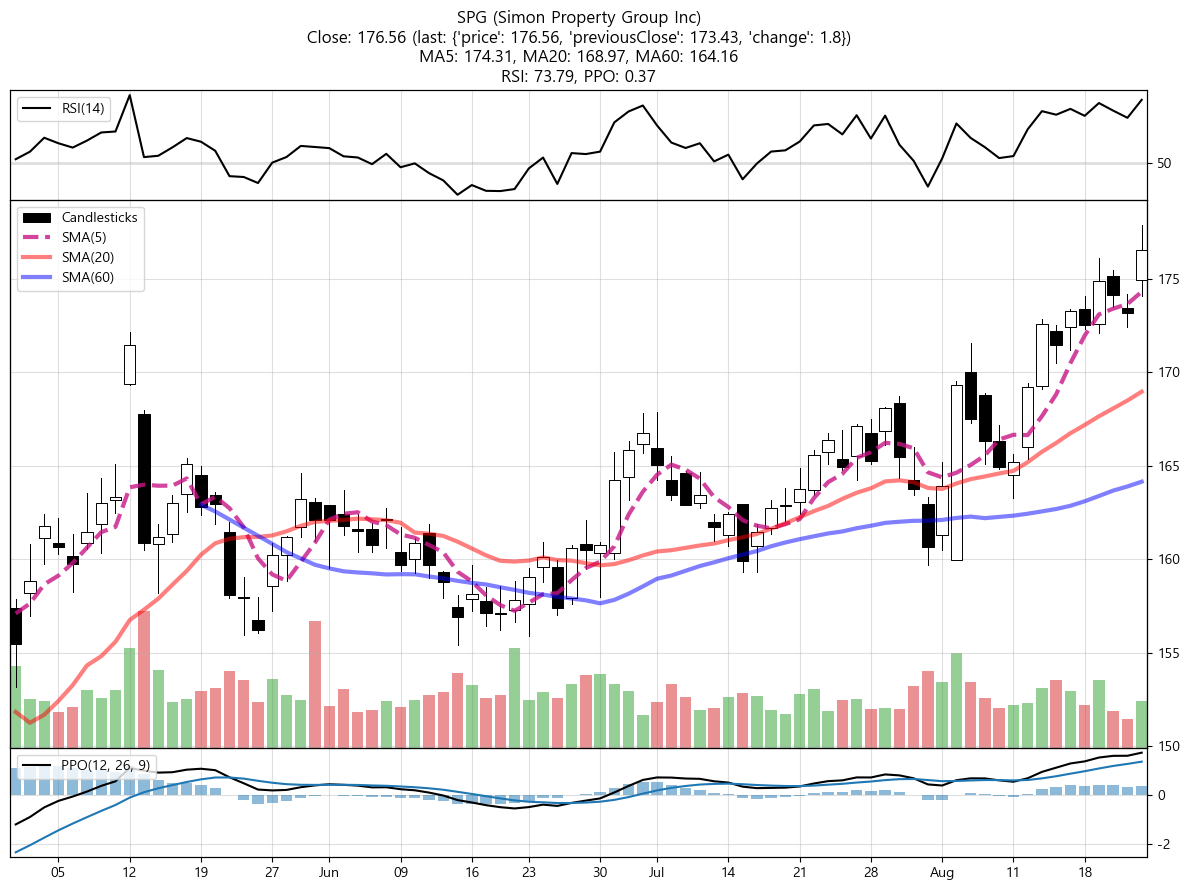 SPG (Simon Property Group Inc)
Close: 176.56 (last: {'price': 176.56, 'previousClose': 173.43, 'change': 1.8})
MA5: 174.31, MA20: 168.97, MA60: 164.16
RSI: 73.79, PPO: 0.37
RSI(14)
50
Candlesticks
SMA(5)
SMA(20)
SMA(60)
175
170
165
160
155
150
PPO(12, 26, 9)
0
-2
05 12 19 27 Jun 09 16 23 30 Jul 14 21 28 Aug 11 18